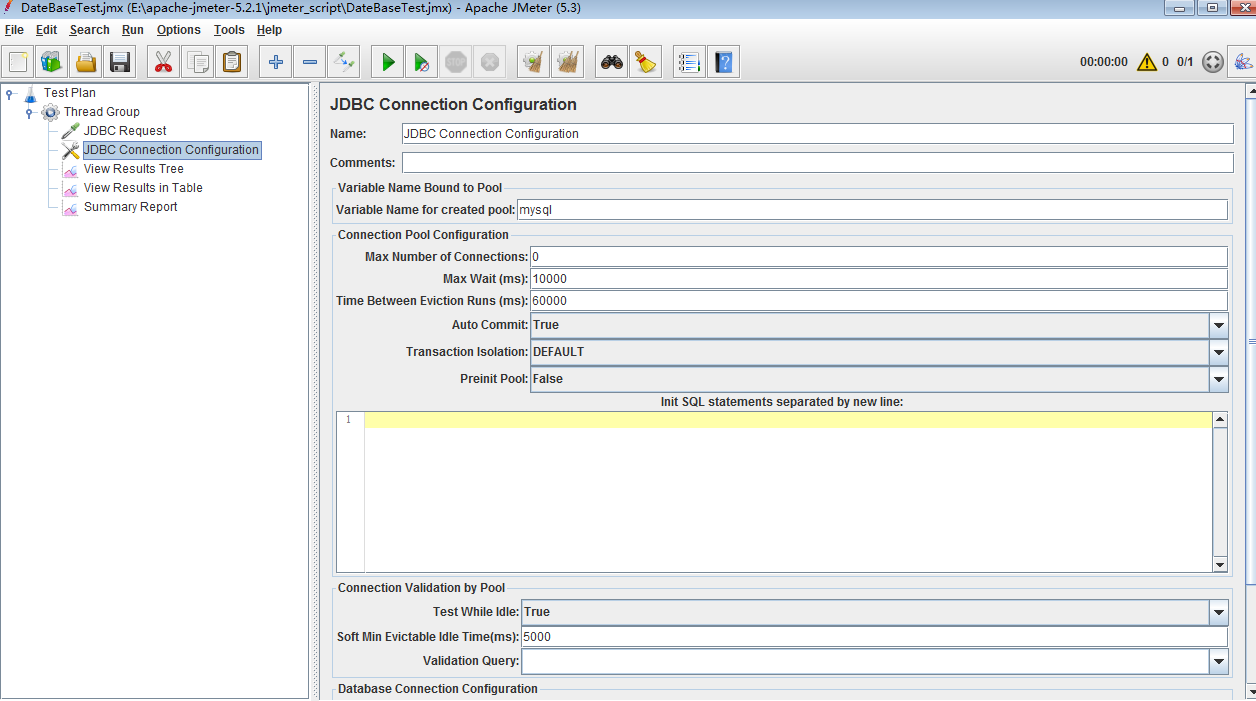 DateBaseTest.jmx (E:\apache-jmeter-5.2.1\jmeter_script\DateBaseTest.jmx) - Apache JMeter (5.3)
File Edit Search Run Options Tools Help
STOP
00:00:00 0 0/1
Test Plan
Thread Group
JDBC Request
JDBC Connection Configuration
View Results Tree
View Results in Table
Summary Report
JDBC Connection Configuration
Name: JDBC Connection Configuration
Comments:
Variable Name Bound to Pool
Variable Name for created pool: mysql
Connection Pool Configuration
Max Number of Connections: 0
Max Wait (ms): 10000
Time Between Eviction Runs (ms): 60000
Auto Commit: True
Transaction Isolation: DEFAULT
Preinit Pool: False
Init SQL statements separated by new line:
1
Connection Validation by Pool
Test While Idle: True
Soft Min Evictable Idle Time(ms): 5000
Validation Query:
Database Connection Configuration